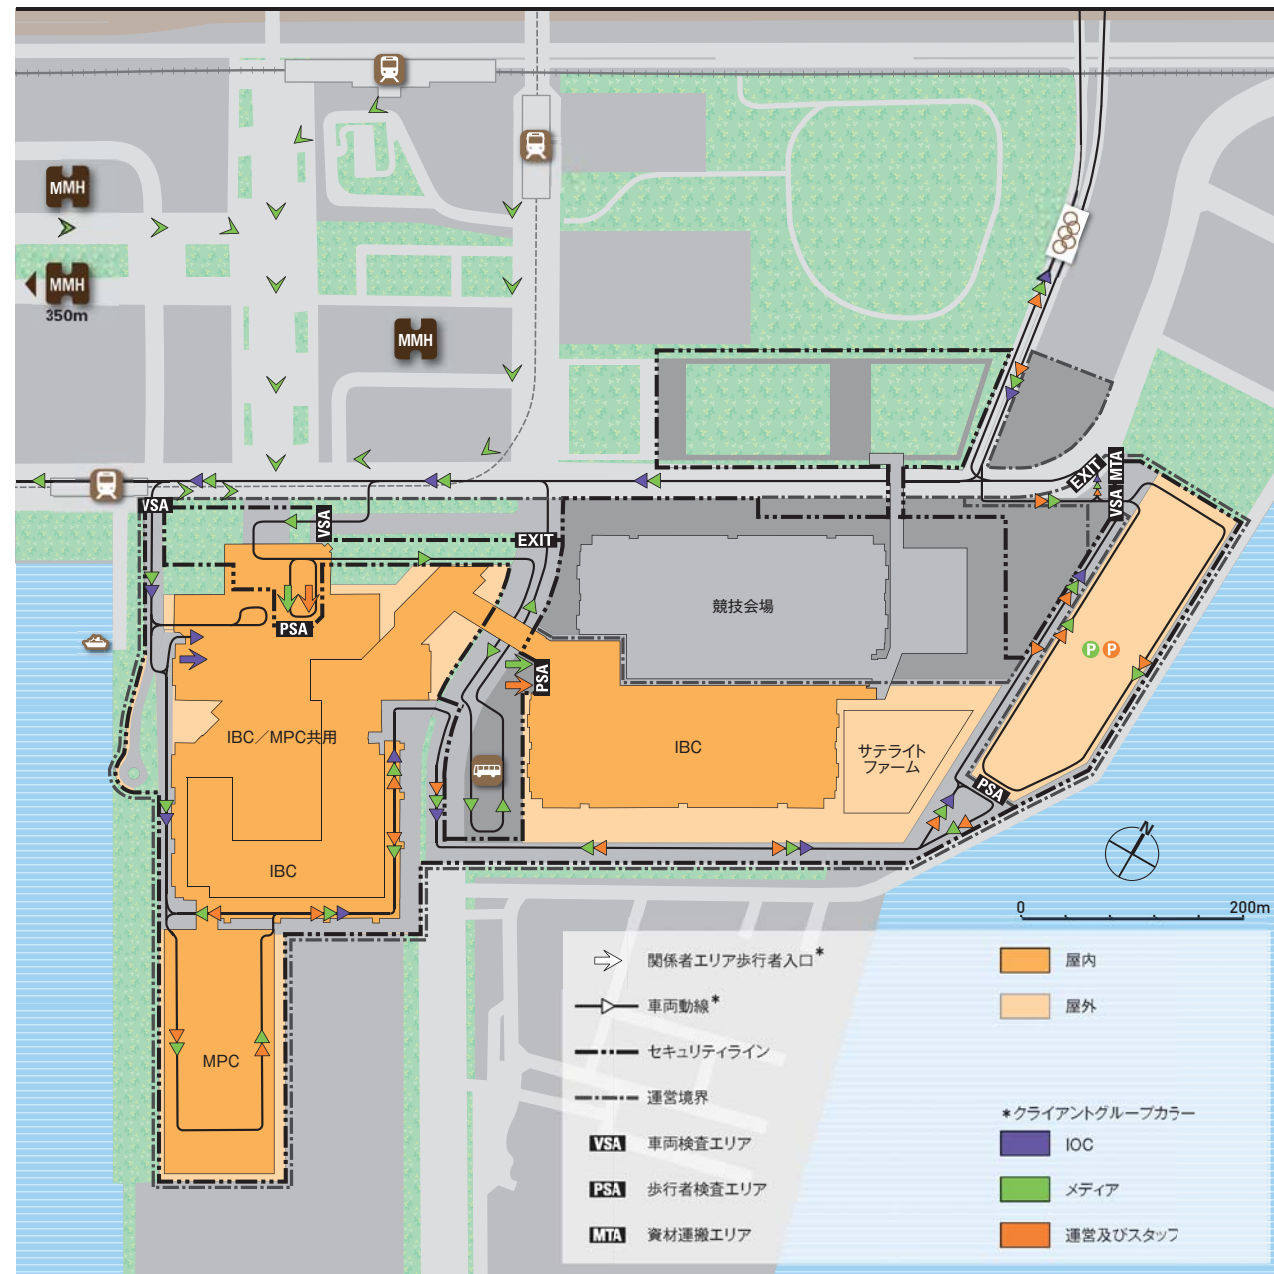 MMH
MMH
350m
MMH
VSA
VSA
EXIT
EXIT
MTA
VSA
競技会場
PSA
PSA
P P
IBC／MPC共用
IBC
サテライト
ファーム
PSA
IBC
N
0 200m
MPC
関係者エリア歩行者入口*
車両動線*
セキュリティライン
運営境界
VSA 車両検査エリア
PSA 歩行者検査エリア
MTA 資材運搬エリア
屋内
屋外
*クライアントグループカラー
IOC
メディア
運営及びスタッフ